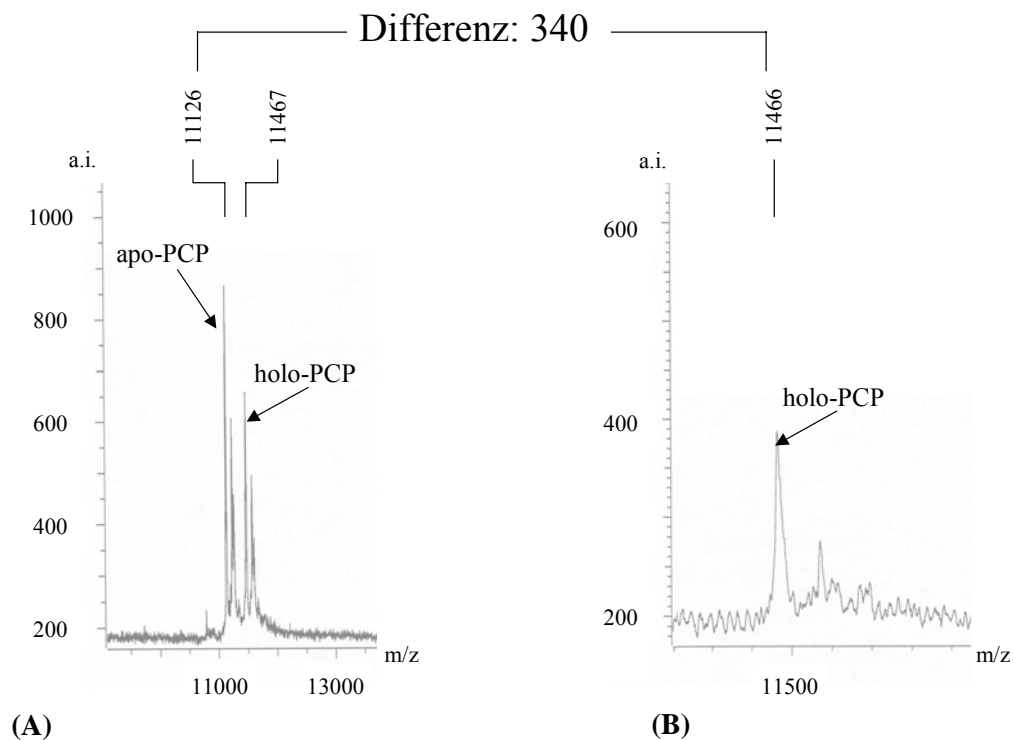 Differenz: 340
11126
11467
11466
a.i.
a.i.
1000
800
600
400
200
apo-PCP
holo-PCP
m/z
11000
13000
600
400
200
holo-PCP
m/z
11500
(A)
(B)